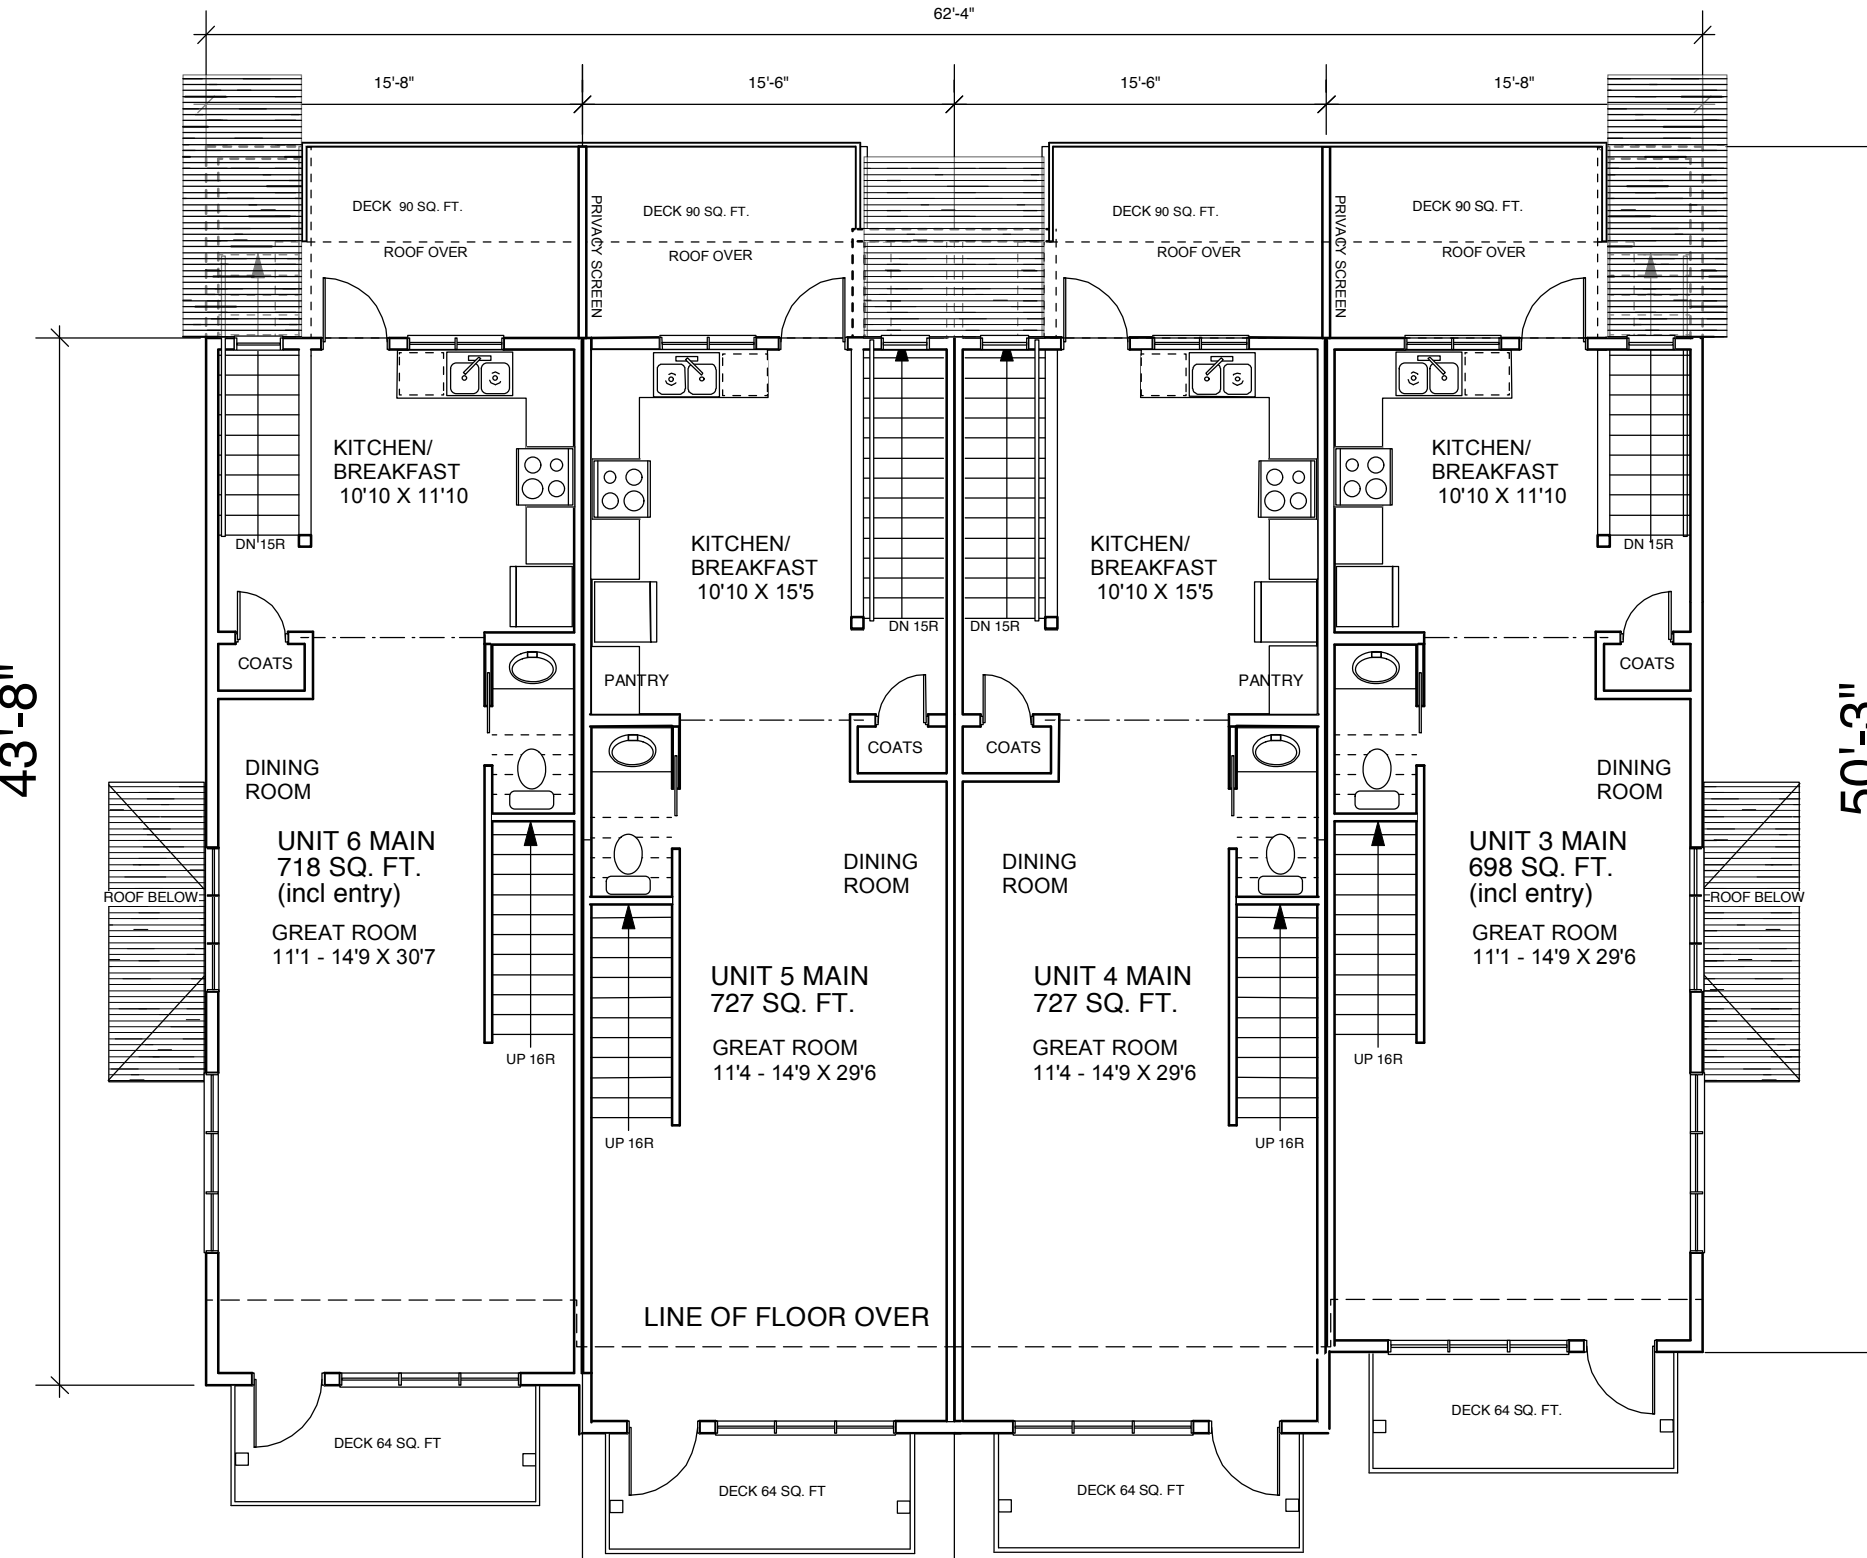 62'-4"
15'-8"
15'-6"
15'-6"
15'-8"
DECK 90 SQ. FT.
ROOF OVER
PRIVACY SCREEN
DECK 90 SQ. FT.
ROOF OVER
DECK 90 SQ. FT.
ROOF OVER
PRIVACY SCREEN
DECK 90 SQ. FT.
ROOF OVER
KITCHEN/
BREAKFAST
10'10 X 11'10
DN 15R
KITCHEN/
BREAKFAST
10'10 X 15'5
DN 15R
DN 15R
KITCHEN/
BREAKFAST
10'10 X 15'5
KITCHEN/
BREAKFAST
10'10 X 11'10
DN 15R
COATS
PANTRY
COATS
COATS
PANTRY
COATS
43'-8"
50'-3"
DINING
ROOM
UNIT 6 MAIN
718 SQ. FT.
(incl entry)
GREAT ROOM
11'1 - 14'9 X 30'7
ROOF BELOW
UP 16R
DINING
ROOM
UNIT 5 MAIN
727 SQ. FT.
GREAT ROOM
11'4 - 14'9 X 29'6
UP 16R
DINING
ROOM
UNIT 4 MAIN
727 SQ. FT.
GREAT ROOM
11'4 - 14'9 X 29'6
UP 16R
DINING
ROOM
UNIT 3 MAIN
698 SQ. FT.
(incl entry)
GREAT ROOM
11'1 - 14'9 X 29'6
ROOF BELOW
UP 16R
LINE OF FLOOR OVER
DECK 64 SQ. FT
DECK 64 SQ. FT
DECK 64 SQ. FT
DECK 64 SQ. FT.